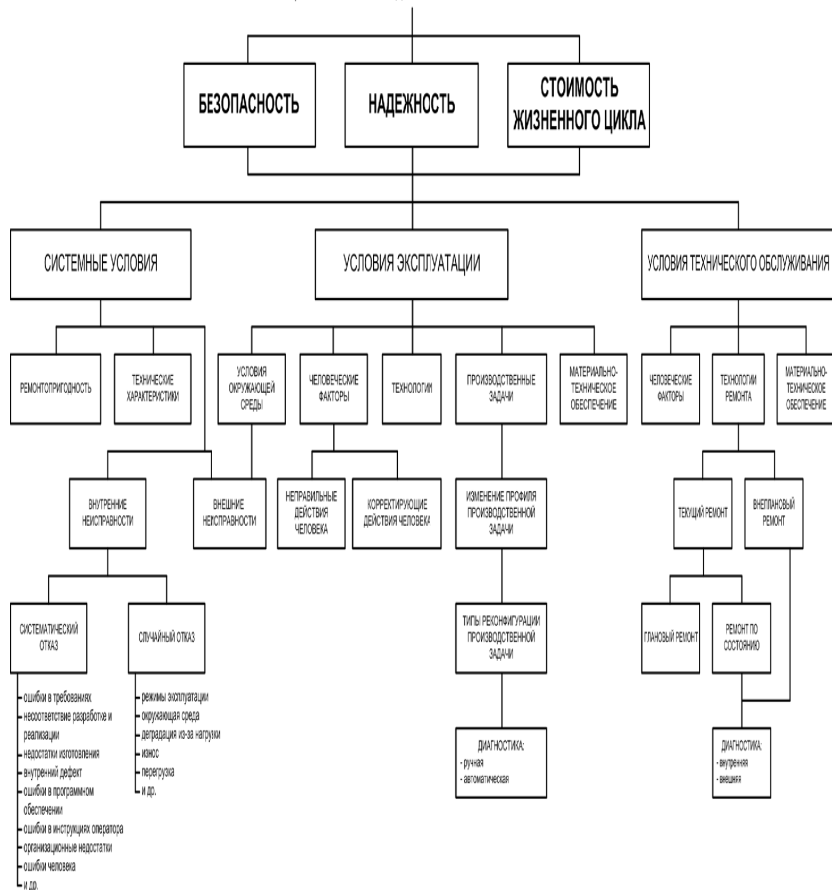 БЕЗОПАСНОСТЬ
НАДЕЖНОСТЬ
СТОИМОСТЬ
ЖИЗНЕННОГО ЦИКЛА
СИСТЕМНЫЕ УСЛОВИЯ
УСЛОВИЯ ЭКСПЛУАТАЦИИ
УСЛОВИЯ ТЕХНИЧЕСКОГО ОБСЛУЖИВАНИЯ
РЕМОНТОПРИГОДНОСТЬ
ТЕХНИЧЕСКИЕ
ХАРАКТЕРИСТИКИ
УСЛОВИЯ
ОКРУЖАЮЩЕЙ
СРЕДЫ
ЧЕЛОВЕЧЕСКИЕ
ФАКТОРЫ
ТЕХНОЛОГИИ
ПРОИЗВОДСТВЕННЫЕ
ЗАДАЧИ
МАТЕРИАЛЬНО-
ТЕХНИЧЕСКОЕ
ОБЕСПЕЧЕНИЕ
ЧЕЛОВЕЧЕСКИЕ
ФАКТОРЫ
ТЕХНОЛОГИИ
РЕМОНТА
МАТЕРИАЛЬНО-
ТЕХНИЧЕСКОЕ
ОБЕСПЕЧЕНИЕ
ВНУТРЕННИЕ
НЕИСПРАВНОСТИ
ВНЕШНИЕ
НЕИСПРАВНОСТИ
НЕПРАВИЛЬНЫЕ
ДЕЙСТВИЯ
ЧЕЛОВЕКА
КОРРЕКТИРУЮЩИЕ
ДЕЙСТВИЯ ЧЕЛОВЕКА
ИЗМЕНЕНИЕ ПРОФИЛЯ
ПРОИЗВОДСТВЕННОЙ
ЗАДАЧИ
ТЕКУЩИЙ РЕМОНТ
ВНЕПЛАНОВЫЙ
РЕМОНТ
СИСТЕМАТИЧЕСКИЙ
ОТКАЗ
СЛУЧАЙНЫЙ ОТКАЗ
ТИПЫ РЕКОНФИГУРАЦИИ
ПРОИЗВОДСТВЕННОЙ
ЗАДАЧИ
ПЛАНОВЫЙ РЕМОНТ
РЕМОНТ ПО
СОСТОЯНИЮ
ошибки в требованиях
несоответствие разработке и
реализации
недостатки изготовления
внутренний дефект
ошибки в программном
обеспечении
ошибки в инструкциях оператора
организационные недостатки
ошибки человека
и др.
режимы эксплуатации
окружающая среда
деградация из-за нагрузки
износ
перегрузка
и др.
ДИАГНОСТИКА:
- ручная
- автоматическая
ДИАГНОСТИКА:
- внутренняя
- внешняя